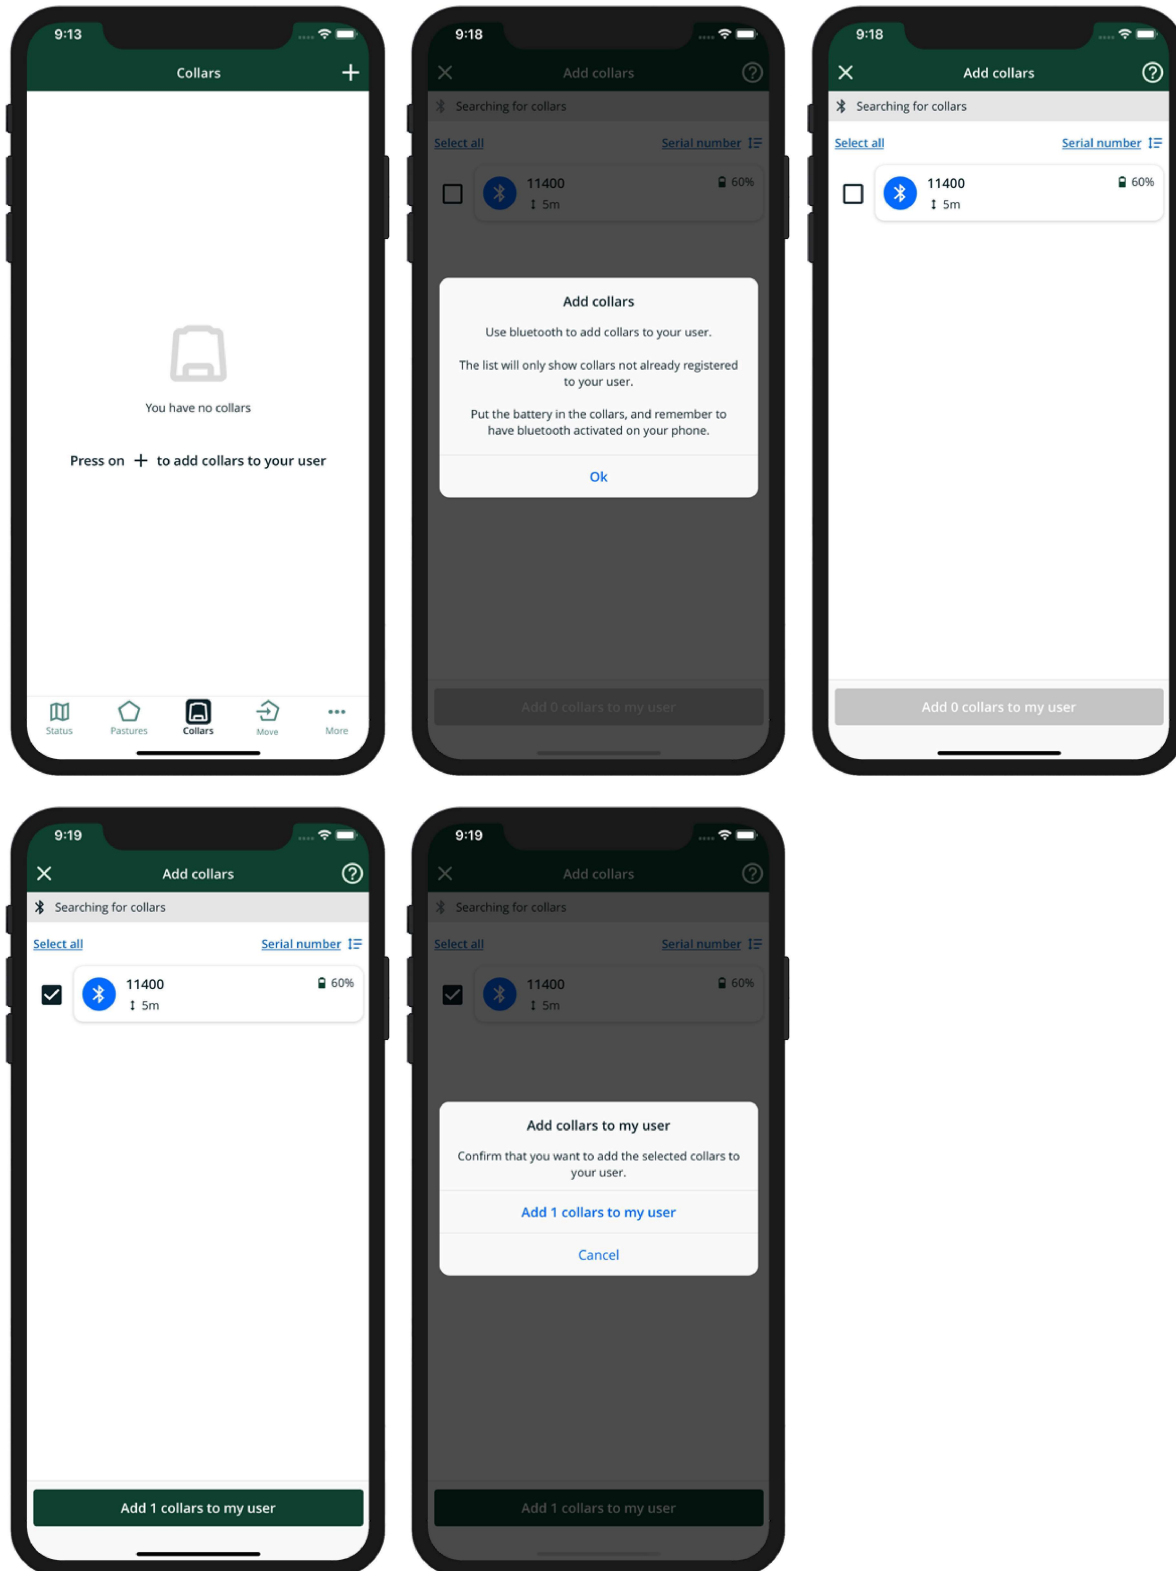 9:13
Collars
You have no collars
Press on + to add collars to your user
Status
Pastures
Collars
Move
More
9:18
Add collars
Searching for collars
Select all
Serial number
11400
60%
5m
Add collars
Use bluetooth to add collars to your user.
The list will only show collars not already registered
to your user.
Put the battery in the collars, and remember to
have bluetooth activated on your phone.
Ok
Add 0 collars to my user
9:18
Add collars
Searching for collars
Select all
Serial number
11400
60%
5m
Add 0 collars to my user
9:19
Add collars
Searching for collars
Select all
Serial number
11400
60%
5m
Add 1 collars to my user
9:19
Add collars
Searching for collars
Select all
Serial number
11400
60%
5m
Add collars to my user
Confirm that you want to add the selected collars to
your user.
Add 1 collars to my user
Cancel
Add 1 collars to my user